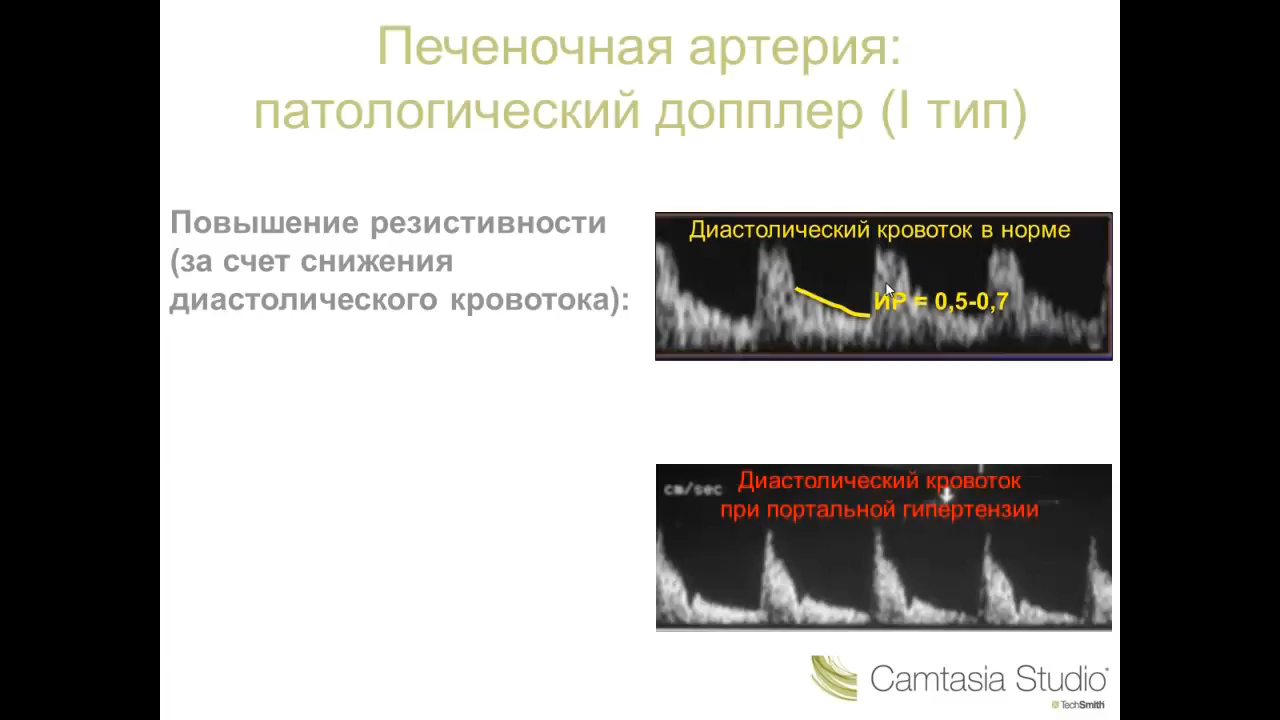 Печеночная артерия:
патологический допплер (I тип)
Повышение резистивности
(за счет снижения
диастолического кровотока):
Диастолический кровоток в норме
ИР = 0,5-0,7
cm/sec
Диастолический кровоток
при портальной гипертензии
Camtasia Studio
TechSmith